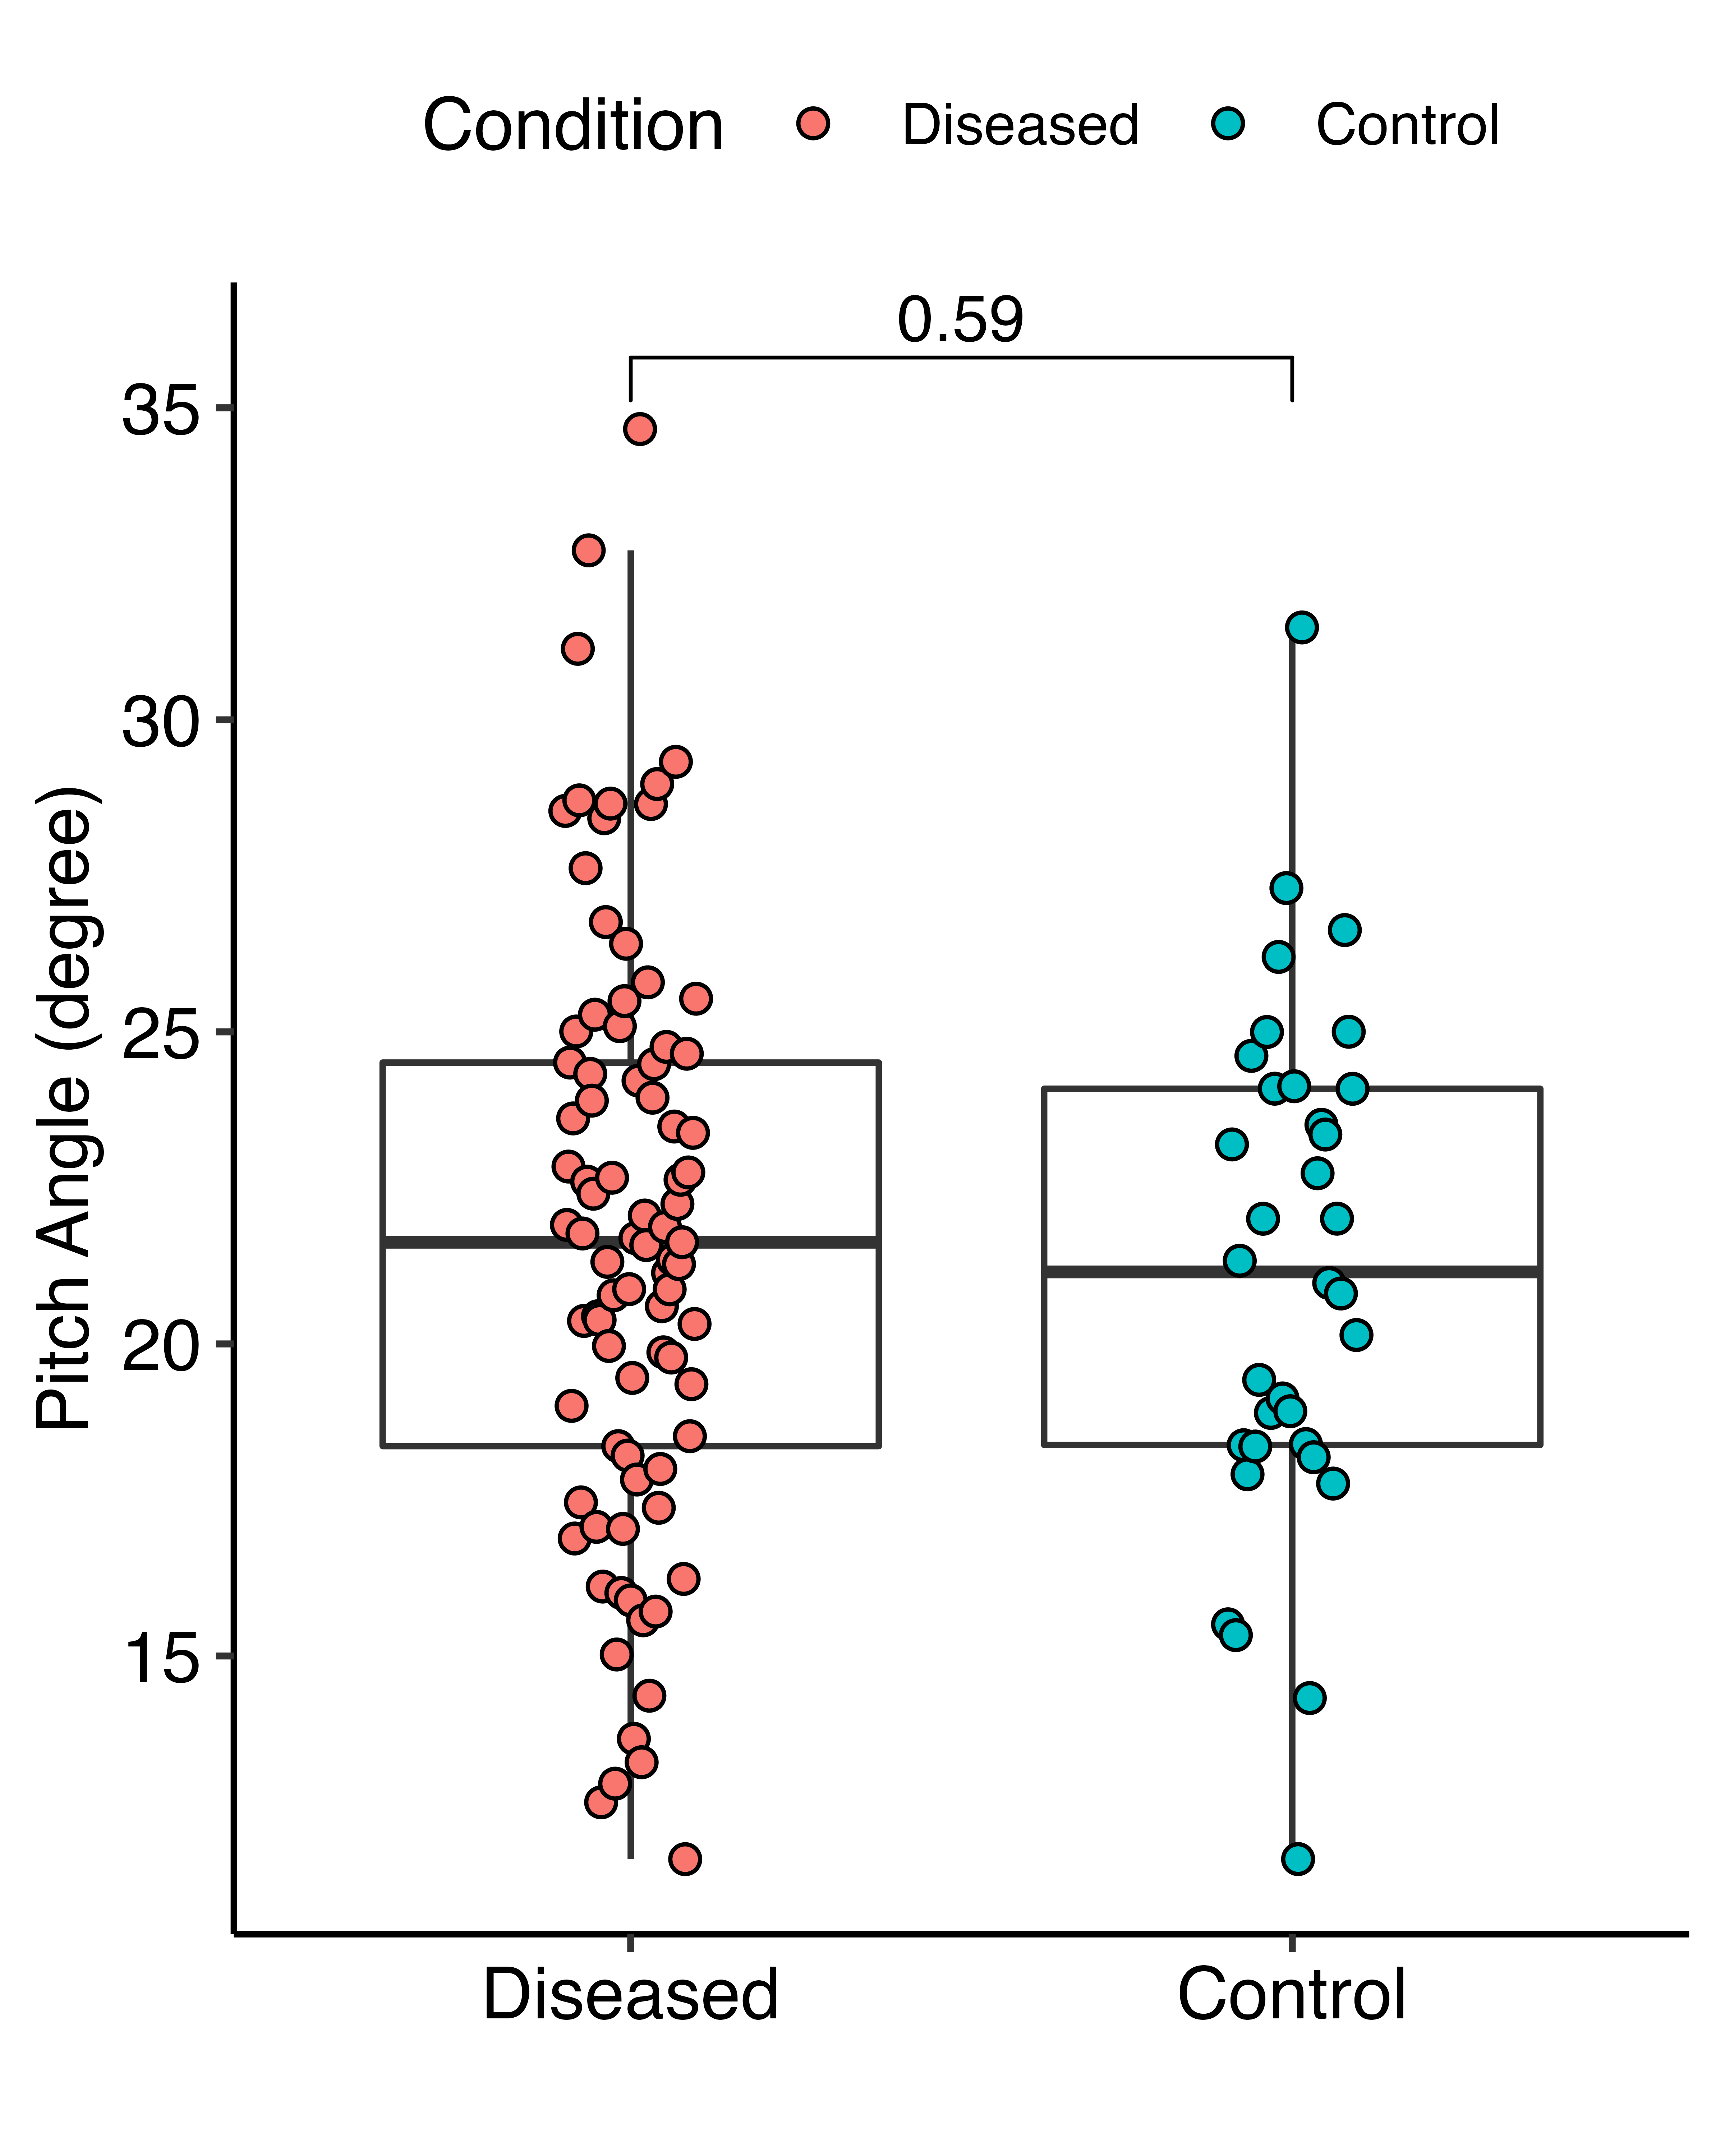 Condition Diseased Control
0.59
35
30
25
20
15
Pitch Angle (degree)
Diseased Control